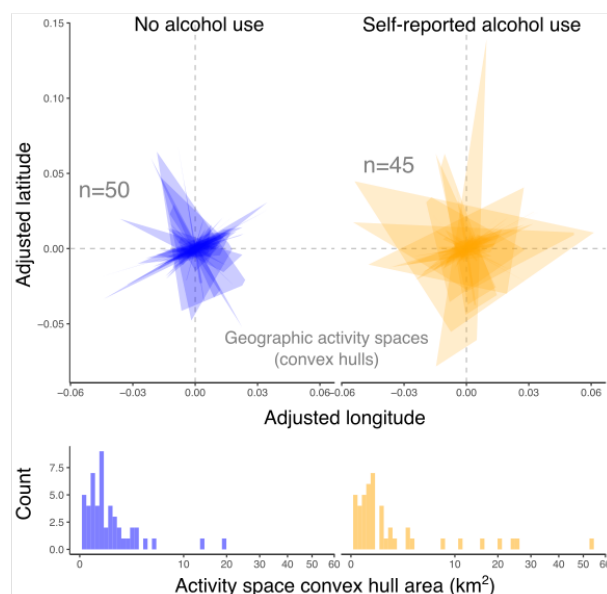 No alcohol use
Self-reported alcohol use
0.15
0.10
0.05
0.00
−0.05
Adjusted latitude
n=50
n=45
Geographic activity spaces
(convex hulls)
−0.06 −0.03 0.00 0.03 0.06
−0.06 −0.03 0.00 0.03 0.06
Adjusted longitude
Count
7.5
5.0
2.5
0.0
0 10 20 30 40 50 60
0 10 20 30 40 50 60
Activity space convex hull area (km²)